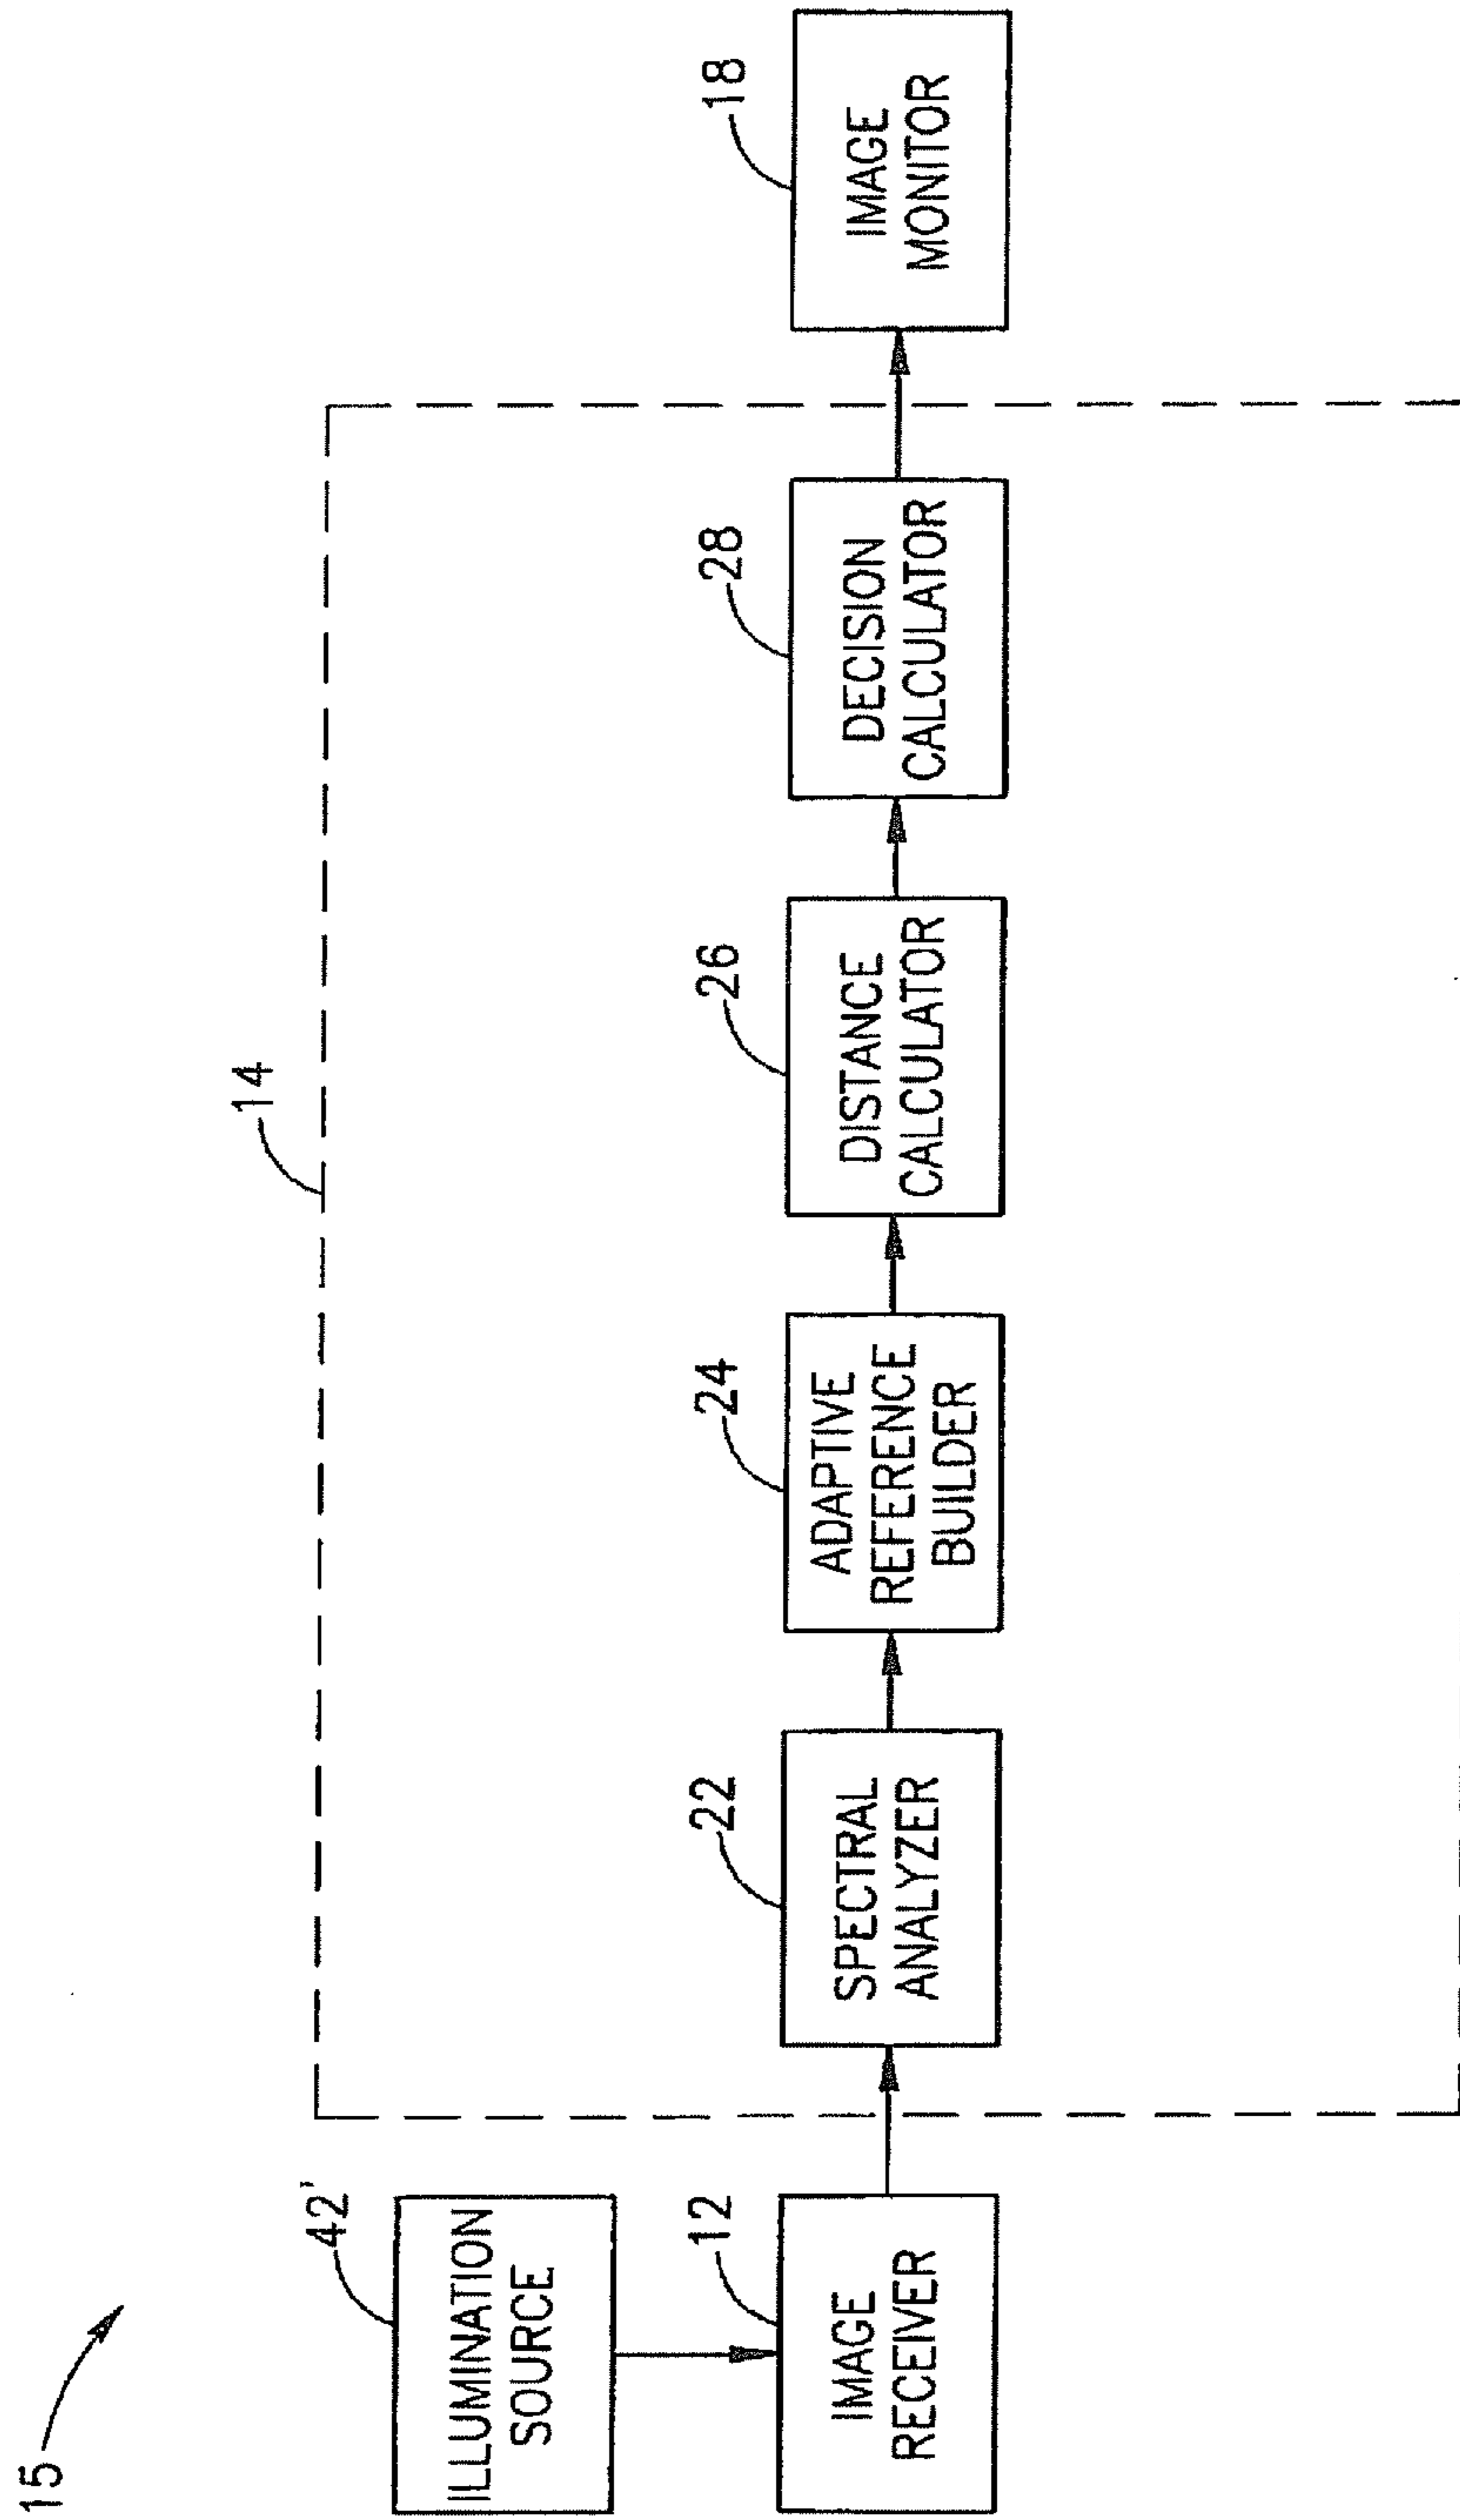 15
14
42'
ILLUMINATION
SOURCE
12
IMAGE
RECEIVER
22
SPECTRAL
ANALYZER
24
ADAPTIVE
REFERENCE
BUILDER
26
DISTANCE
CALCULATOR
28
DECISION
CALCULATOR
18
IMAGE
MONITOR